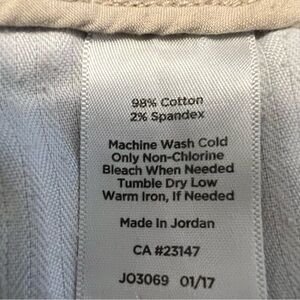 98% Cotton
2% Spandex
Machine Wash Cold
Only Non-Chlorine
Bleach When Needed
Tumble Dry Low
Warm Iron, If Needed
Made in Jordan
CA #23147
JO3069 01/17